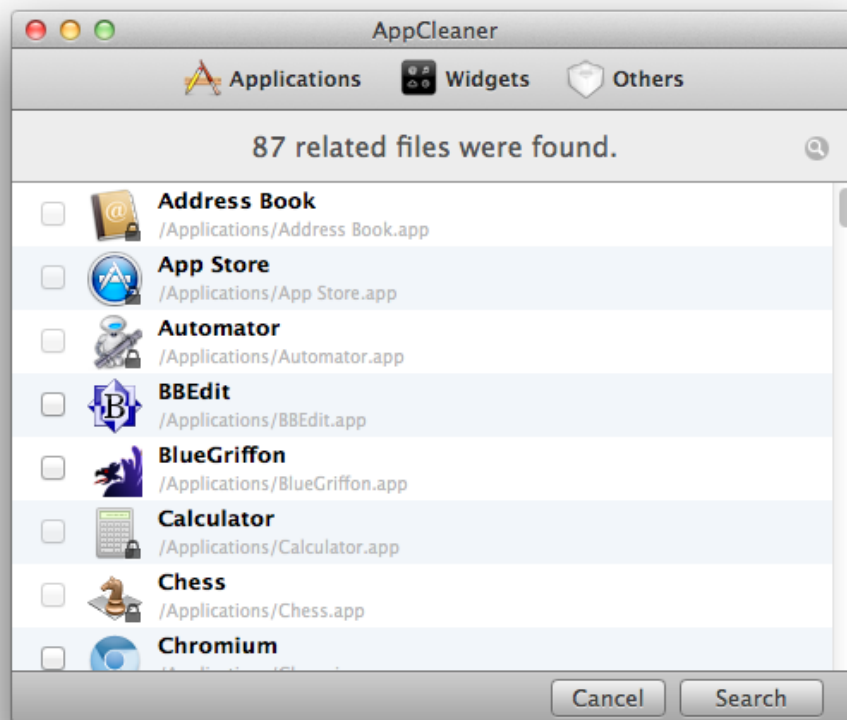 AppCleaner
Applications Widgets Others
87 related files were found.
Address Book
/Applications/Address Book.app
App Store
/Applications/App Store.app
Automator
/Applications/Automator.app
BBEdit
/Applications/BBEdit.app
BlueGriffon
/Applications/BlueGriffon.app
Calculator
/Applications/Calculator.app
Chess
/Applications/Chess.app
Chromium
Cancel Search